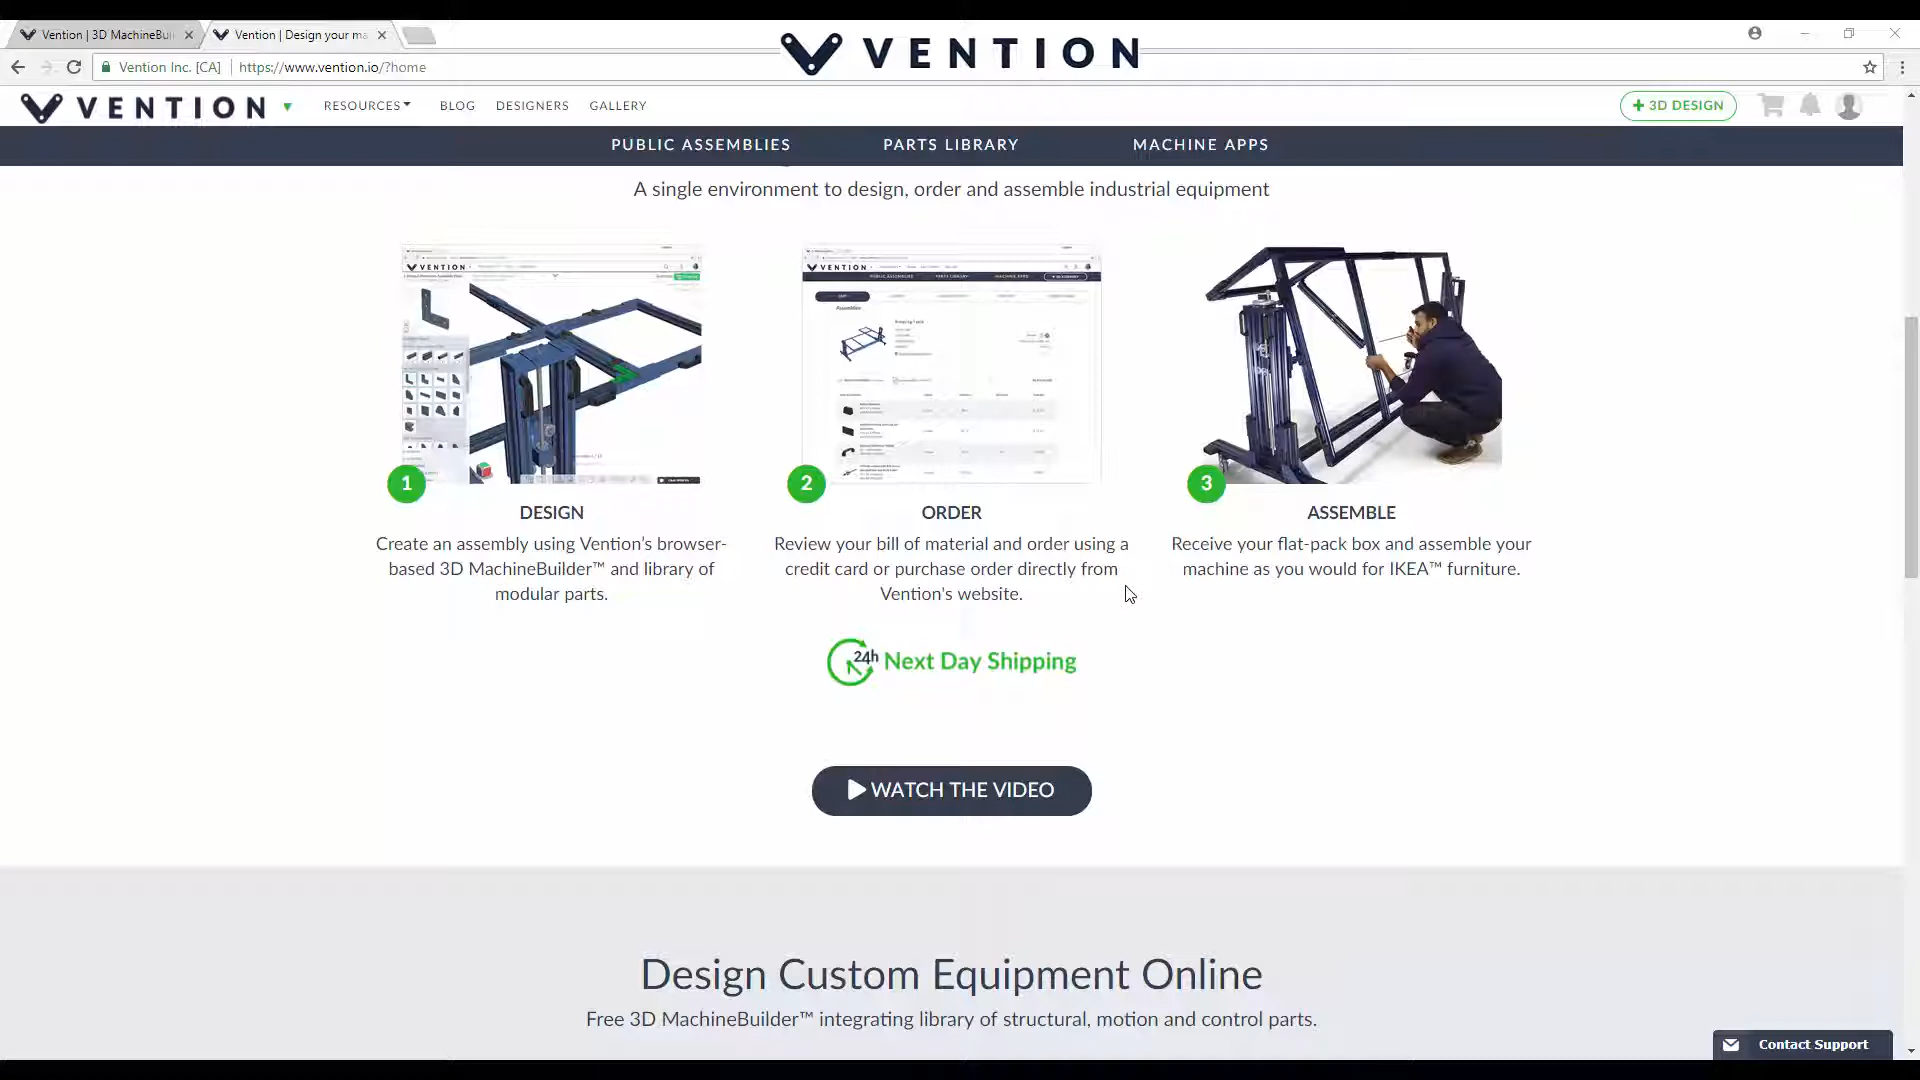 Vention | 3D MachineBui
Vention | Design your ma
VENTION
Vention Inc. [CA]
https://www.vention.io/?home
VENTION
RESOURCES
BLOG
DESIGNERS
GALLERY
+ 3D DESIGN
PUBLIC ASSEMBLIES
PARTS LIBRARY
MACHINE APPS
A single environment to design, order and assemble industrial equipment
VENTION
VENTION
1
2
3
DESIGN
Create an assembly using Vention's browser-
based 3D MachineBuilder™ and library of
modular parts.
ORDER
Review your bill of material and order using a
credit card or purchase order directly from
Vention's website.
ASSEMBLE
Receive your flat-pack box and assemble your
machine as you would for IKEA™ furniture.
24h Next Day Shipping
WATCH THE VIDEO
Design Custom Equipment Online
Free 3D MachineBuilder™ integrating library of structural, motion and control parts.
Contact Support